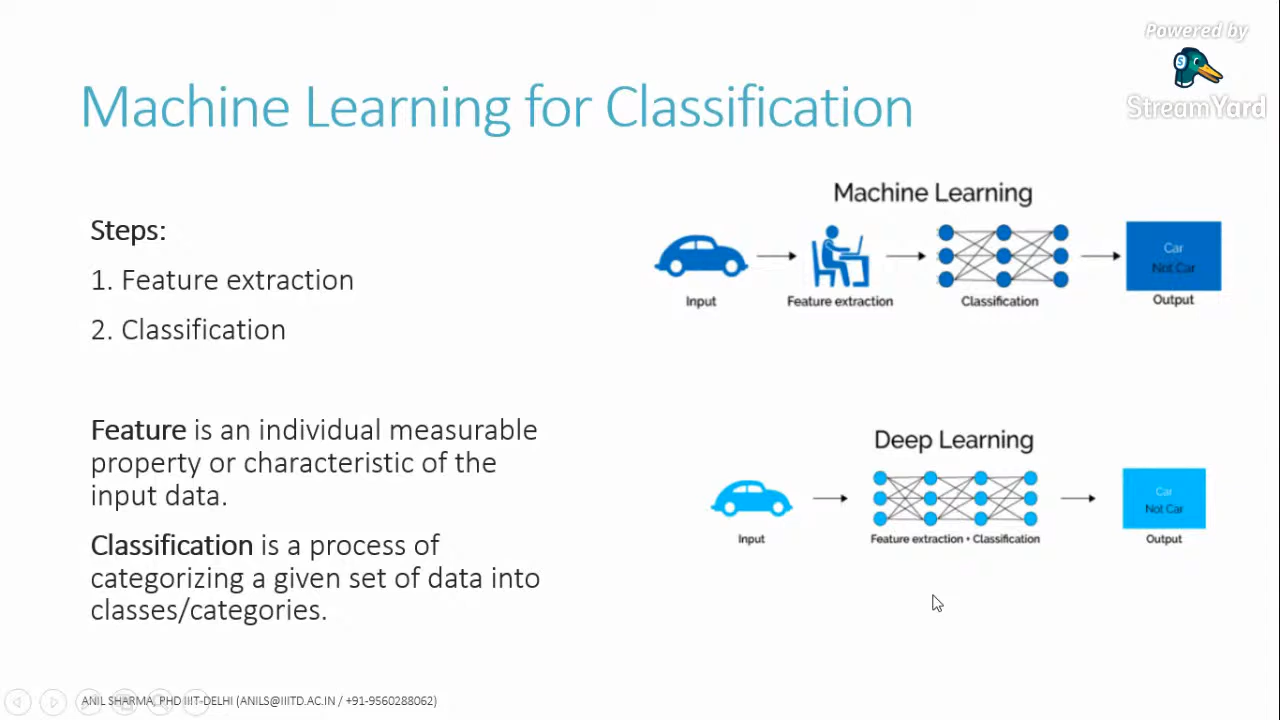 Powered by
StreamYard
Machine Learning for Classification
Steps:
1. Feature extraction
2. Classification
Feature is an individual measurable
property or characteristic of the
input data.
Classification is a process of
categorizing a given set of data into
classes/categories.
Machine Learning
Car
Not Car
Input
Feature extraction
Classification
Output
Deep Learning
Car
Not Car
Input
Feature extraction + Classification
Output
ANIL SHARMA, PHD IIIT-DELHI (ANILS@IIITD.AC.IN / +91-9560288062)